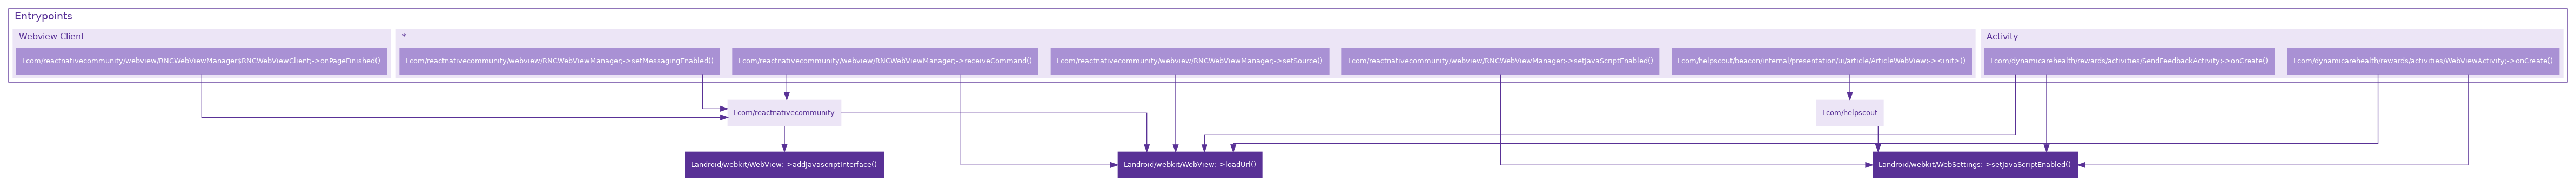 Entrypoints
Webview Client
*
Activity
Lcom/reactnativecommunity/webview/RNCWebViewManager$RNCWebViewClient;->onPageFinished()
Lcom/reactnativecommunity/webview/RNCWebViewManager;->setMessagingEnabled()
Lcom/reactnativecommunity/webview/RNCWebViewManager;->receiveCommand()
Lcom/reactnativecommunity/webview/RNCWebViewManager;->setSource()
Lcom/reactnativecommunity/webview/RNCWebViewManager;->setJavaScriptEnabled()
Lcom/helpscout/beacon/internal/presentation/ui/article/ArticleWebView;-><init>()
Lcom/dynamicarehealth/rewards/activities/SendFeedbackActivity;->onCreate()
Lcom/dynamicarehealth/rewards/activities/WebViewActivity;->onCreate()
Lcom/reactnativecommunity
Lcom/helpscout
Landroid/webkit/WebView;->addJavascriptInterface()
Landroid/webkit/WebView;->loadUrl()
Landroid/webkit/WebSettings;->setJavaScriptEnabled()